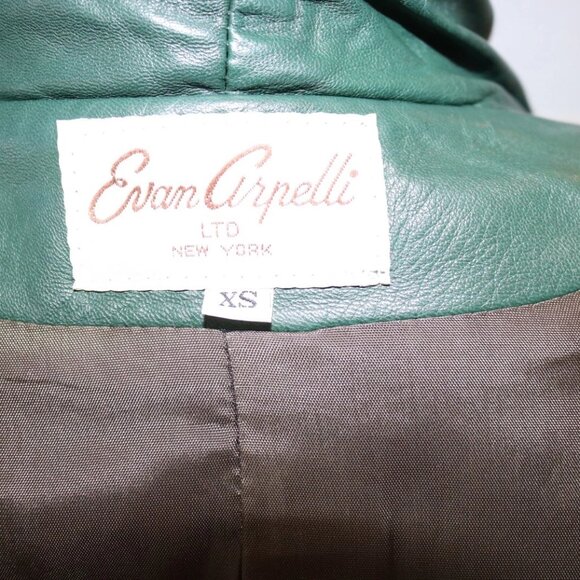 Evan Arpelli
LTD
NEW YORK
XS